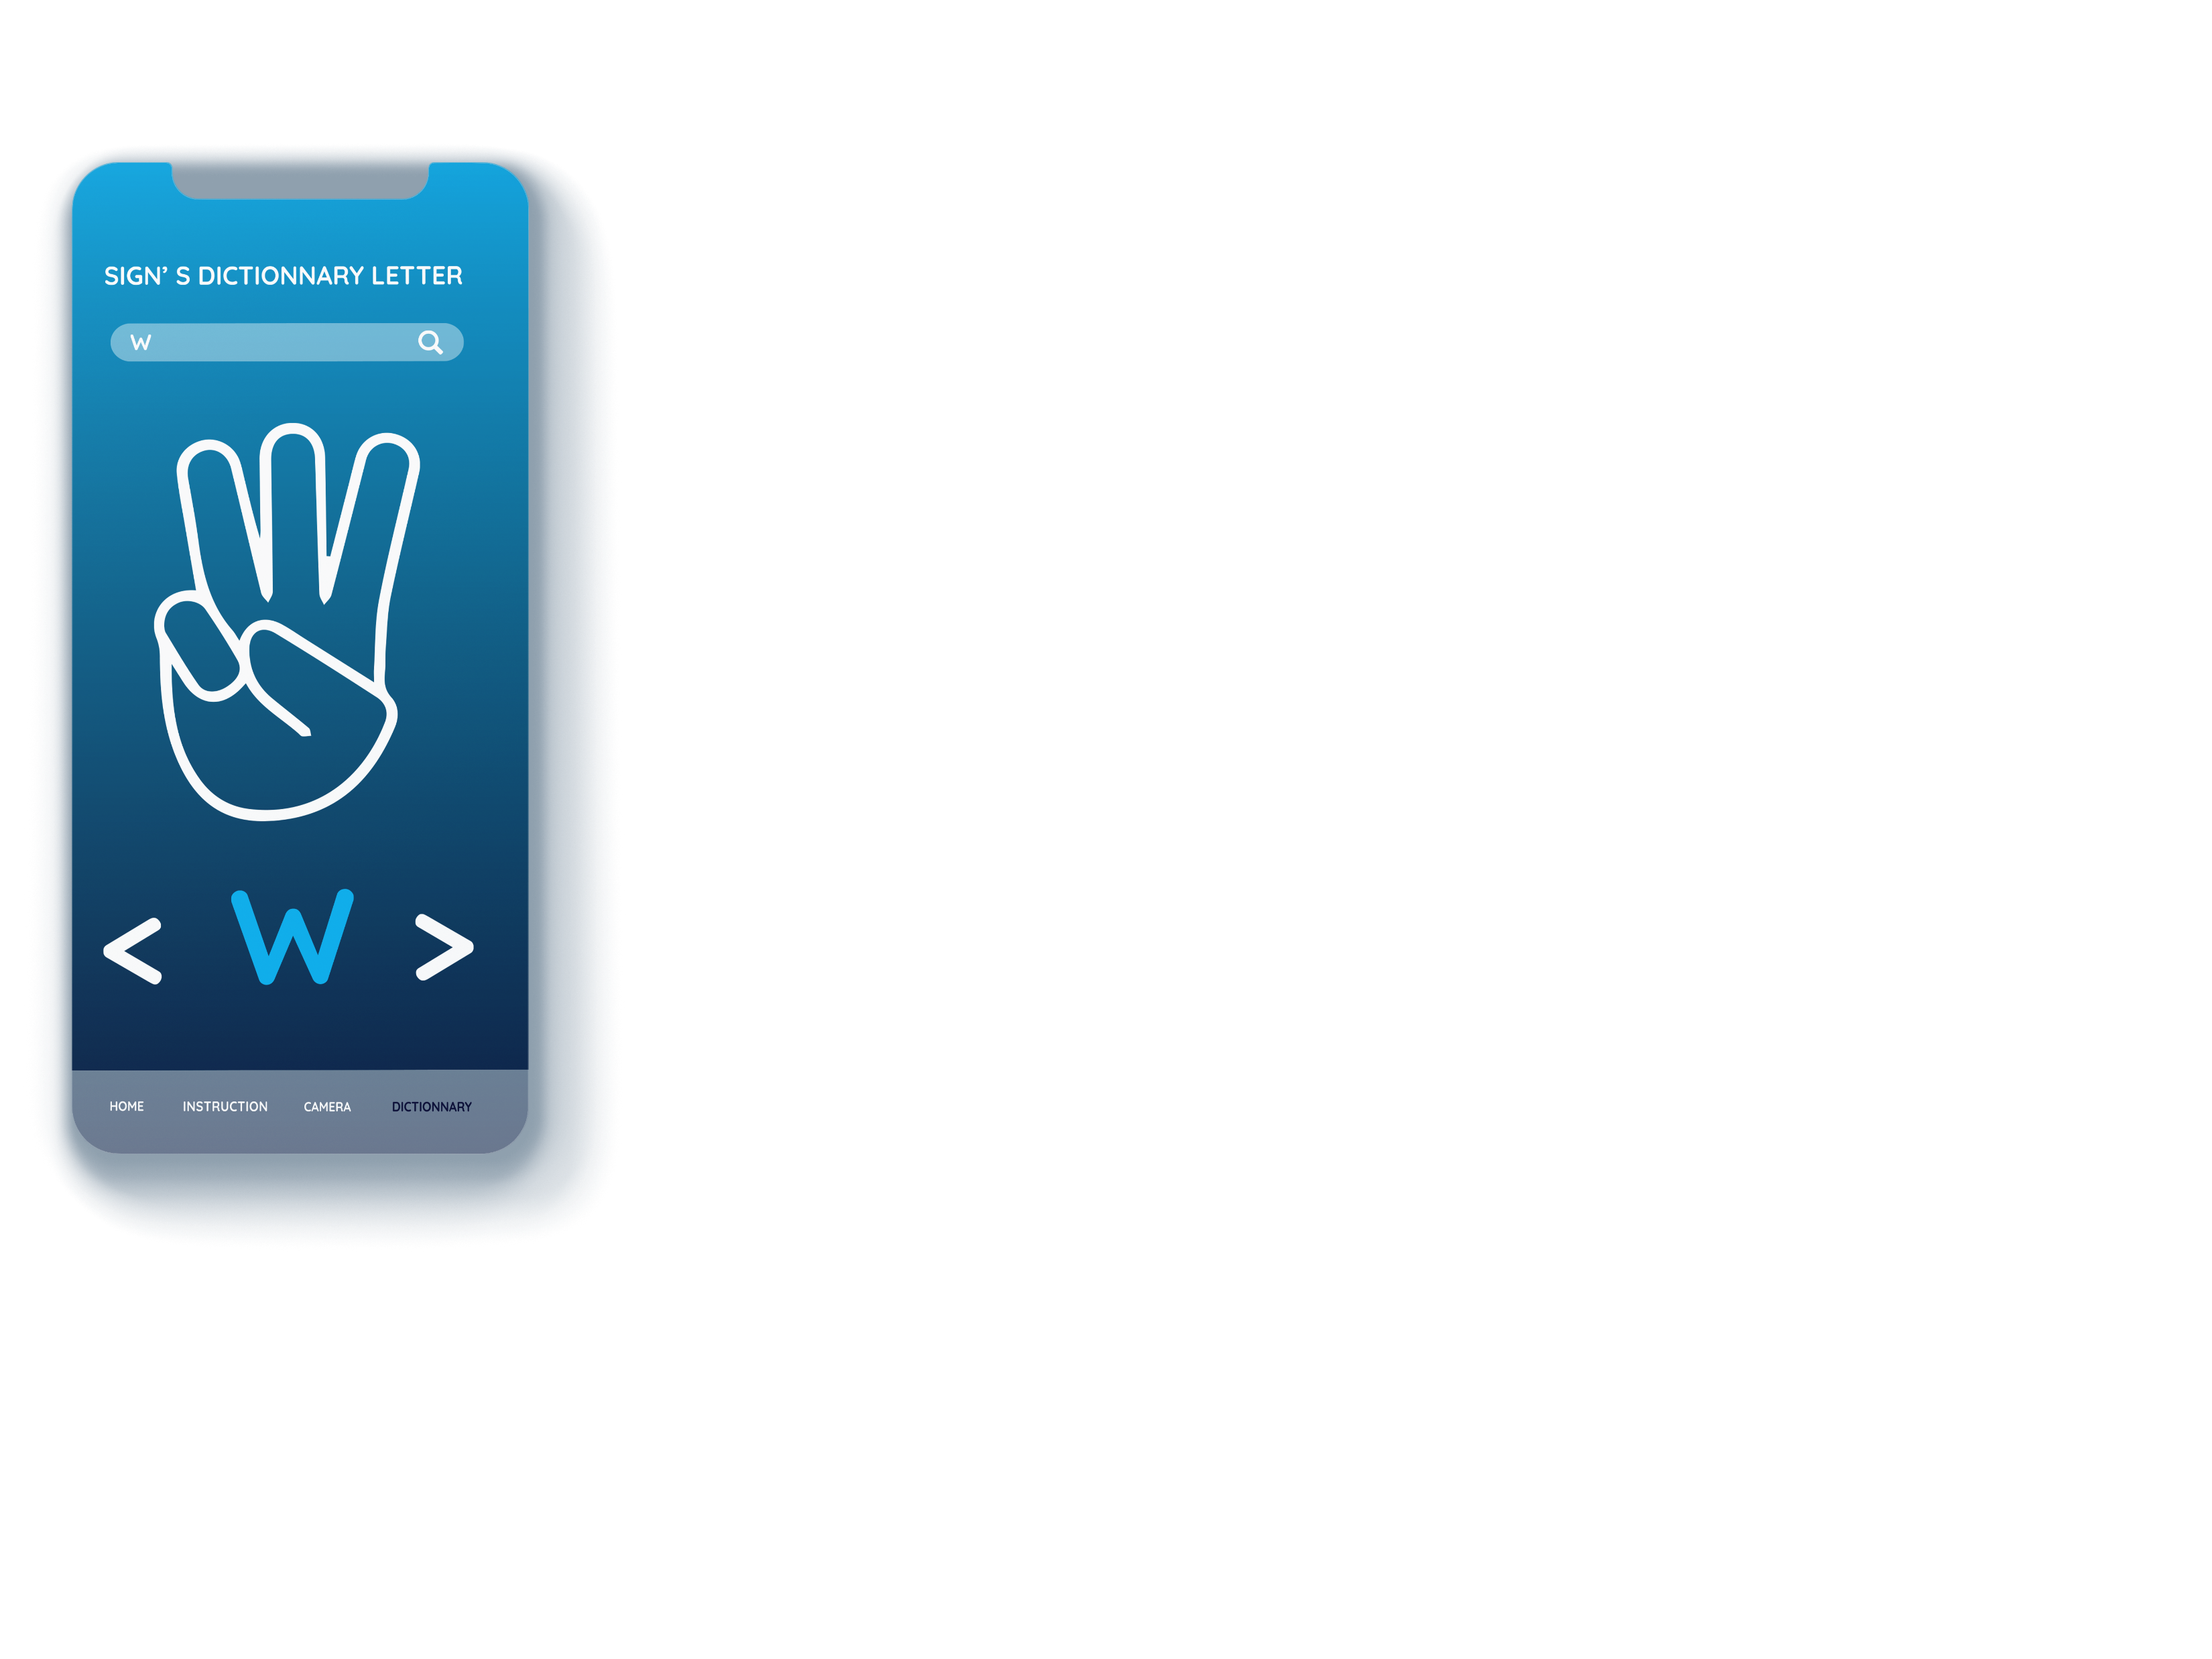 SIGN' S DICTIONNARY LETTER
W
< W >
HOME INSTRUCTION CAMERA DICTIONNARY